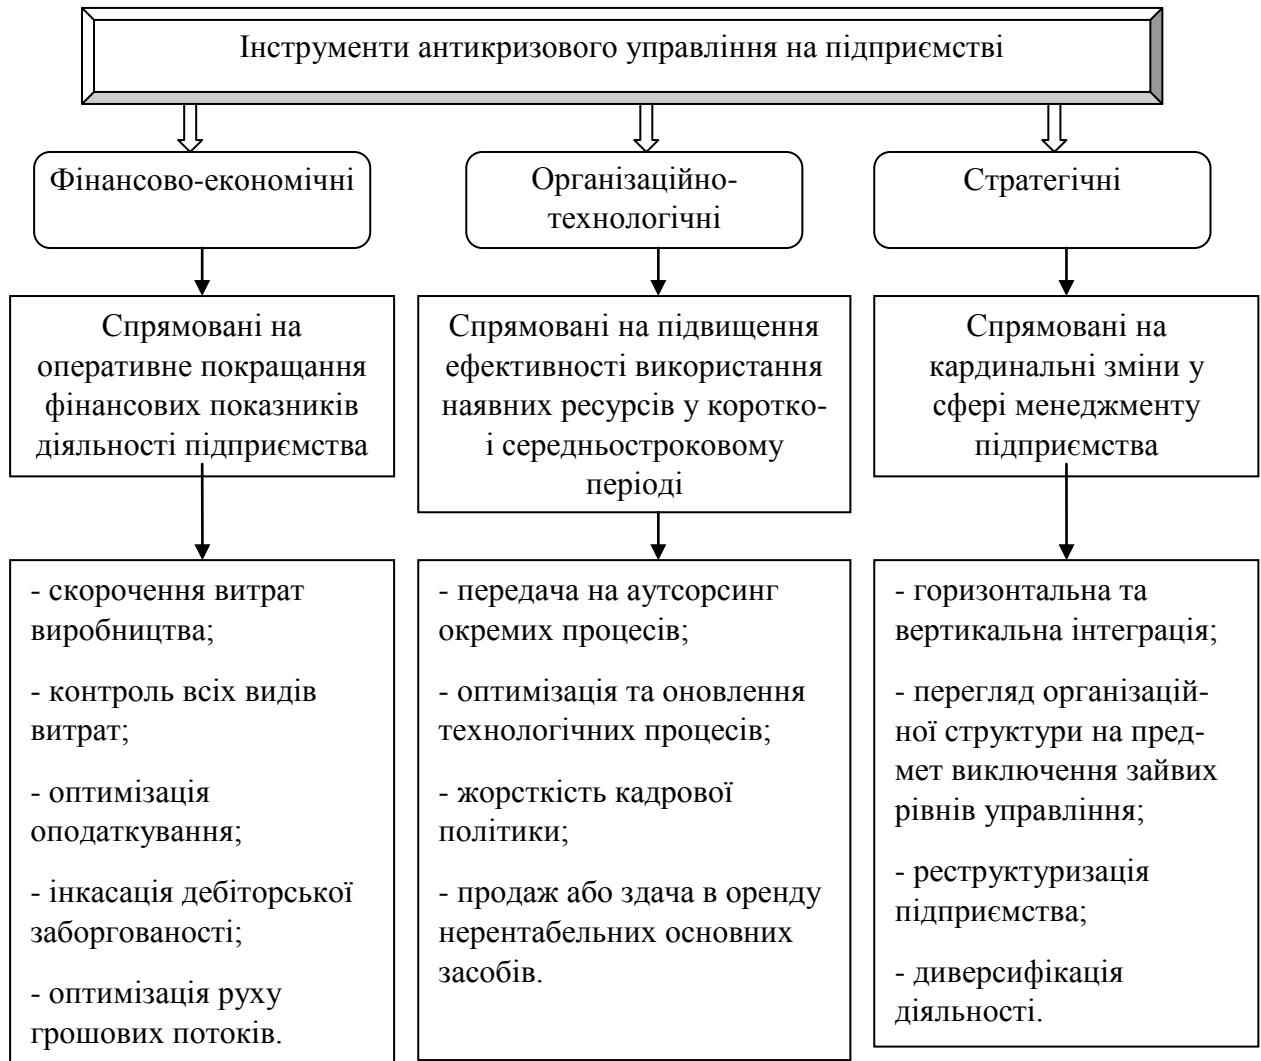 Інструменти антикризового управління на підприємстві
Фінансово-економічні
Організаційно-
технологічні
Стратегічні
Спрямовані на
оперативне покращання
фінансових показників
діяльності підприємства
Спрямовані на підвищення
ефективності використання
наявних ресурсів у коротко-
і середньостроковому
періоді
Спрямовані на
кардинальні зміни у
сфері менеджменту
підприємства
- скорочення витрат
виробництва;
- контроль всіх видів
витрат;
- оптимізація
оподаткування;
- інкасація дебіторської
заборгованості;
- оптимізація руху
грошових потоків.
- передача на аутсорсинг
окремих процесів;
- оптимізація та оновлення
технологічних процесів;
- жорсткість кадрової
політики;
- продаж або здача в оренду
нерентабельних основних
засобів.
- горизонтальна та
вертикальна інтеграція;
- перегляд організацій-
ної структури на пред-
мет виключення зайвих
рівнів управління;
- реструктуризація
підприємства;
- диверсифікація
діяльності.